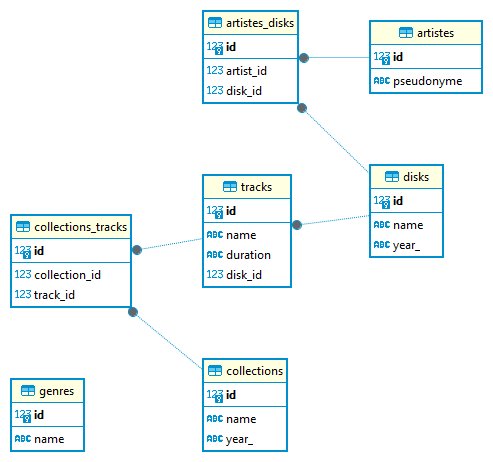 artistes_disks
123 id
123 artist_id
123 disk_id
artistes
123 id
ABC pseudonyme
disks
123 id
ABC name
ABC year_
tracks
123 id
ABC name
ABC duration
123 disk_id
collections_tracks
123 id
123 collection_id
123 track_id
collections
123 id
ABC name
ABC year_
genres
123 id
ABC name